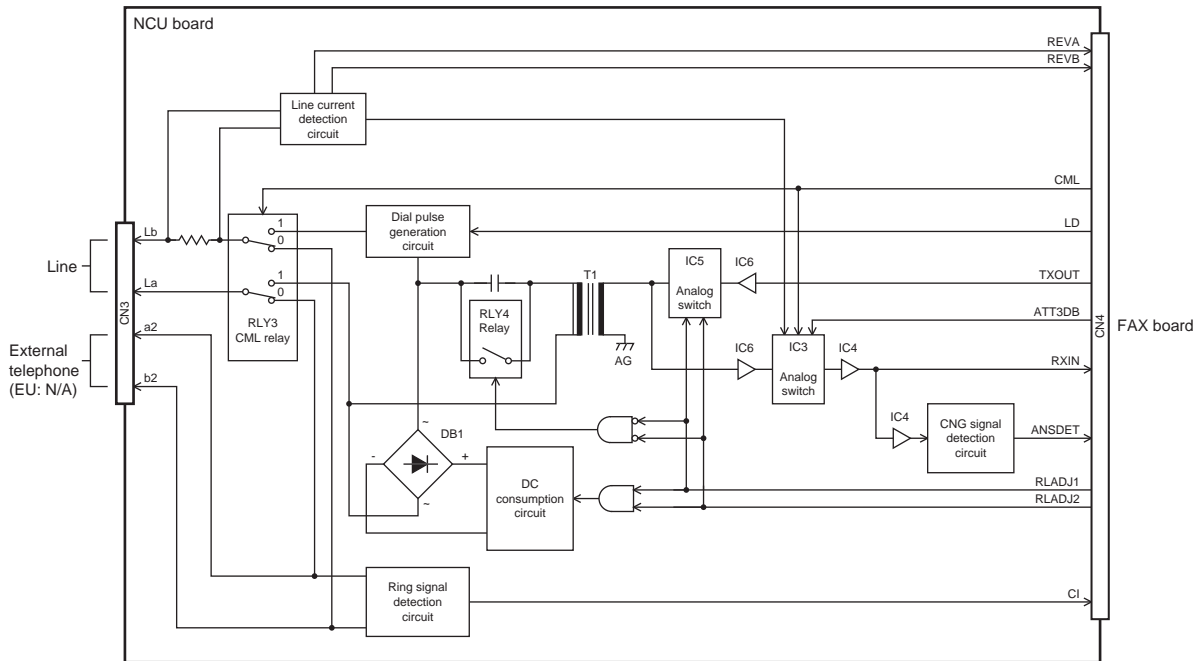 NCU board
REVA
REVB
Line current
detection
circuit
CML
Lb
1
0
Dial pulse
generation
circuit
LD
Line
La
1
0
T1
IC5
Analog
switch
IC6
TXOUT
CN3
RLY3
CML relay
RLY4
Relay
AG
ATT3DB
CN4
FAX board
a2
External
telephone
(EU: N/A)
b2
IC6
IC3
Analog
switch
IC4
RXIN
IC4
CNG signal
detection
circuit
ANSDET
~
DB1
-
+
~
DC
consumption
circuit
RLADJ1
RLADJ2
Ring signal
detection
circuit
CI